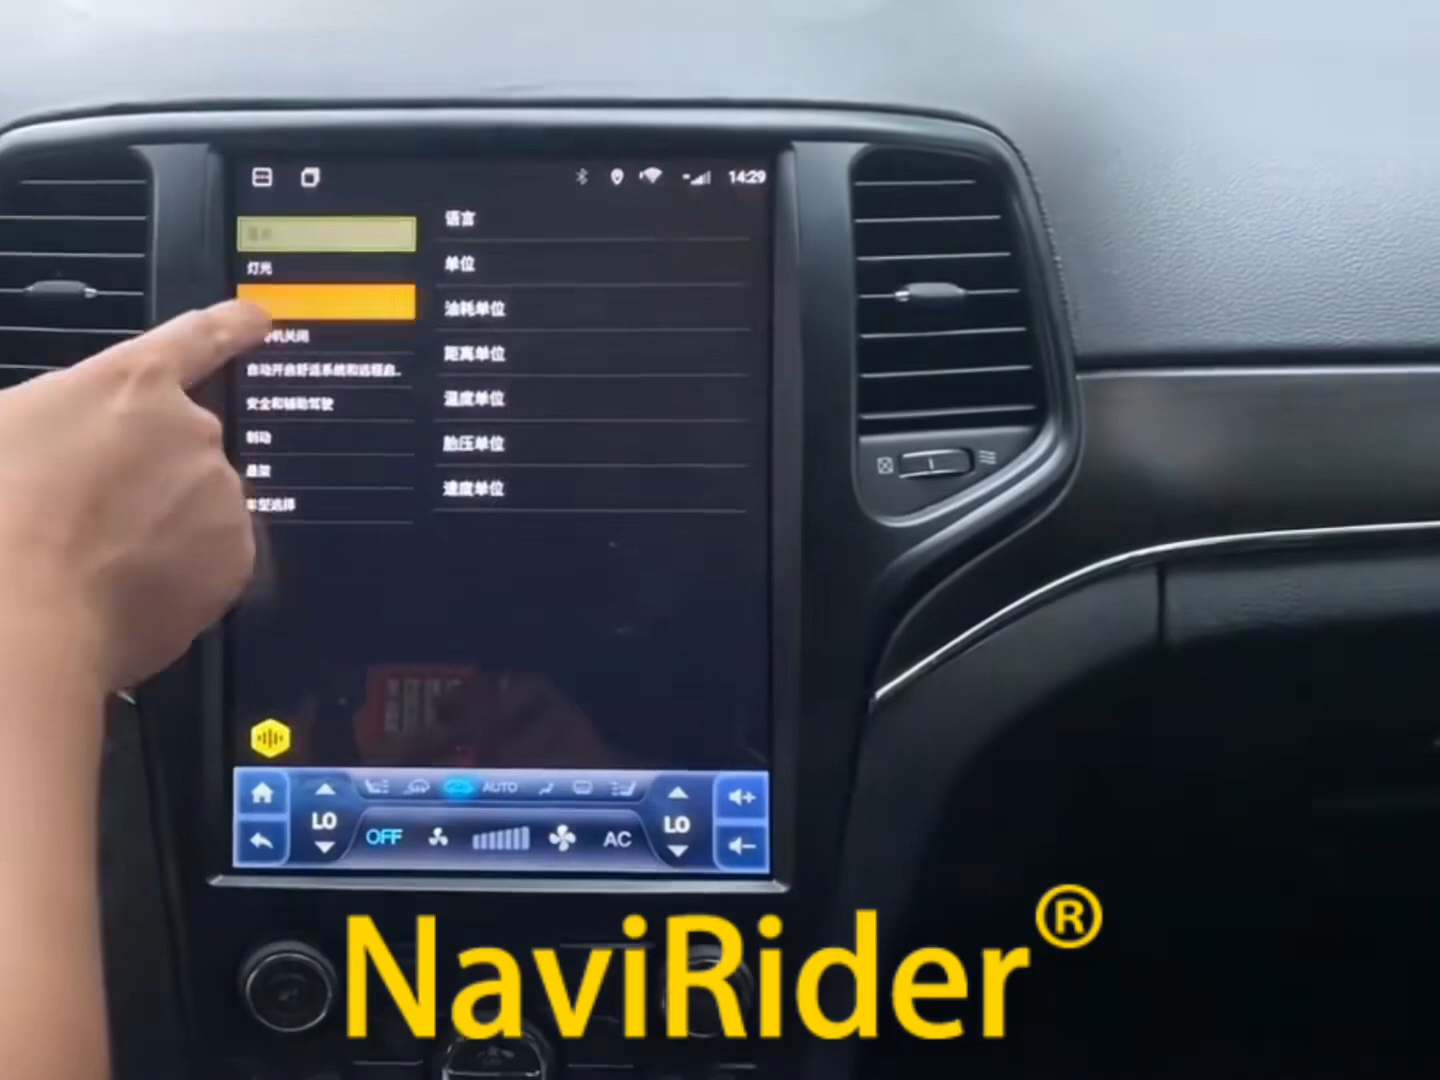 14:29
语言
灯光
单位
油耗单位
机关闭
距离单位
自动开启舒适系统和远程启..
温度单位
安全和辅助驾驶
制动
胎压单位
悬架
速度单位
车型选择
AUTO
LO
OFF
AC
LO
NaviRider®